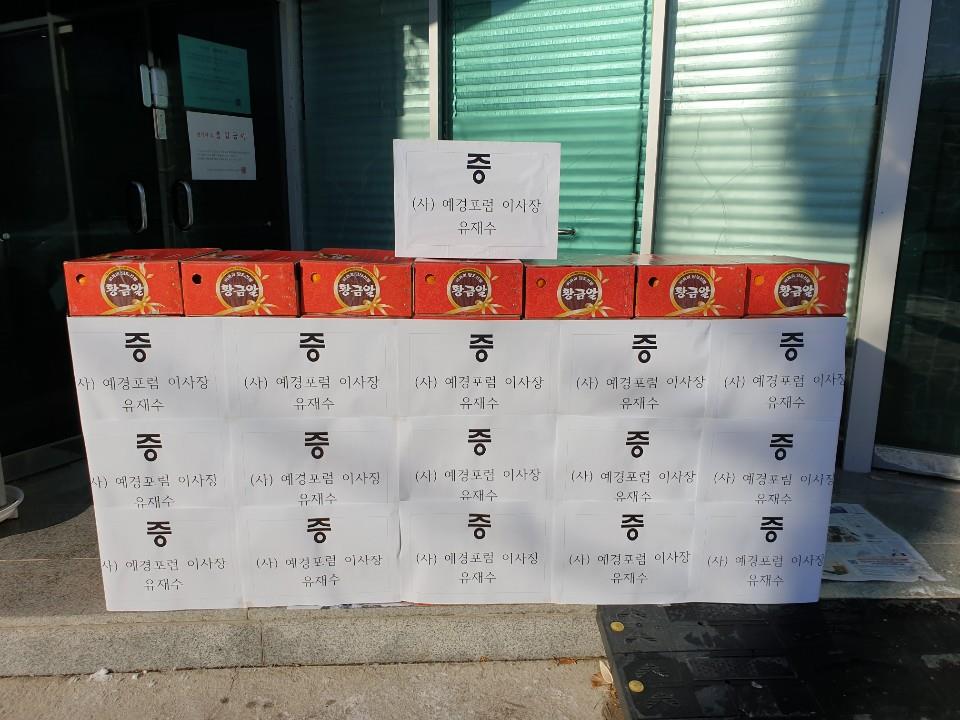 증
(사) 예경포럼 이사장
유재수
황금알
황금알
황금알
황금알
황금알
황금알
황금알
증
증
증
증
증
사) 예경포럼 이사장
(사) 예경포럼 이사장
(사) 예경포럼 이사장
(사) 예경포럼 이사장
(사) 예경포럼 이사장
유재수
유재수
유재수
유재수
유재수
증
증
증
증
증
(사) 예경포럼 이사장
(사) 예경포럼 이사장
(사) 예경포럼 이사장
(사) 예경포럼 이사장
(사) 예경포럼 이사장
유재수
유재수
유재수
유재수
유재수
증
증
증
증
증
사) 예경포럼 이사장
(사) 예경포럼 이사장
(사) 예경포럼 이사장
(사) 예경포럼 이사장
(사) 예경포럼 이사장
유재수
유재수
유재수
유재수
유재수